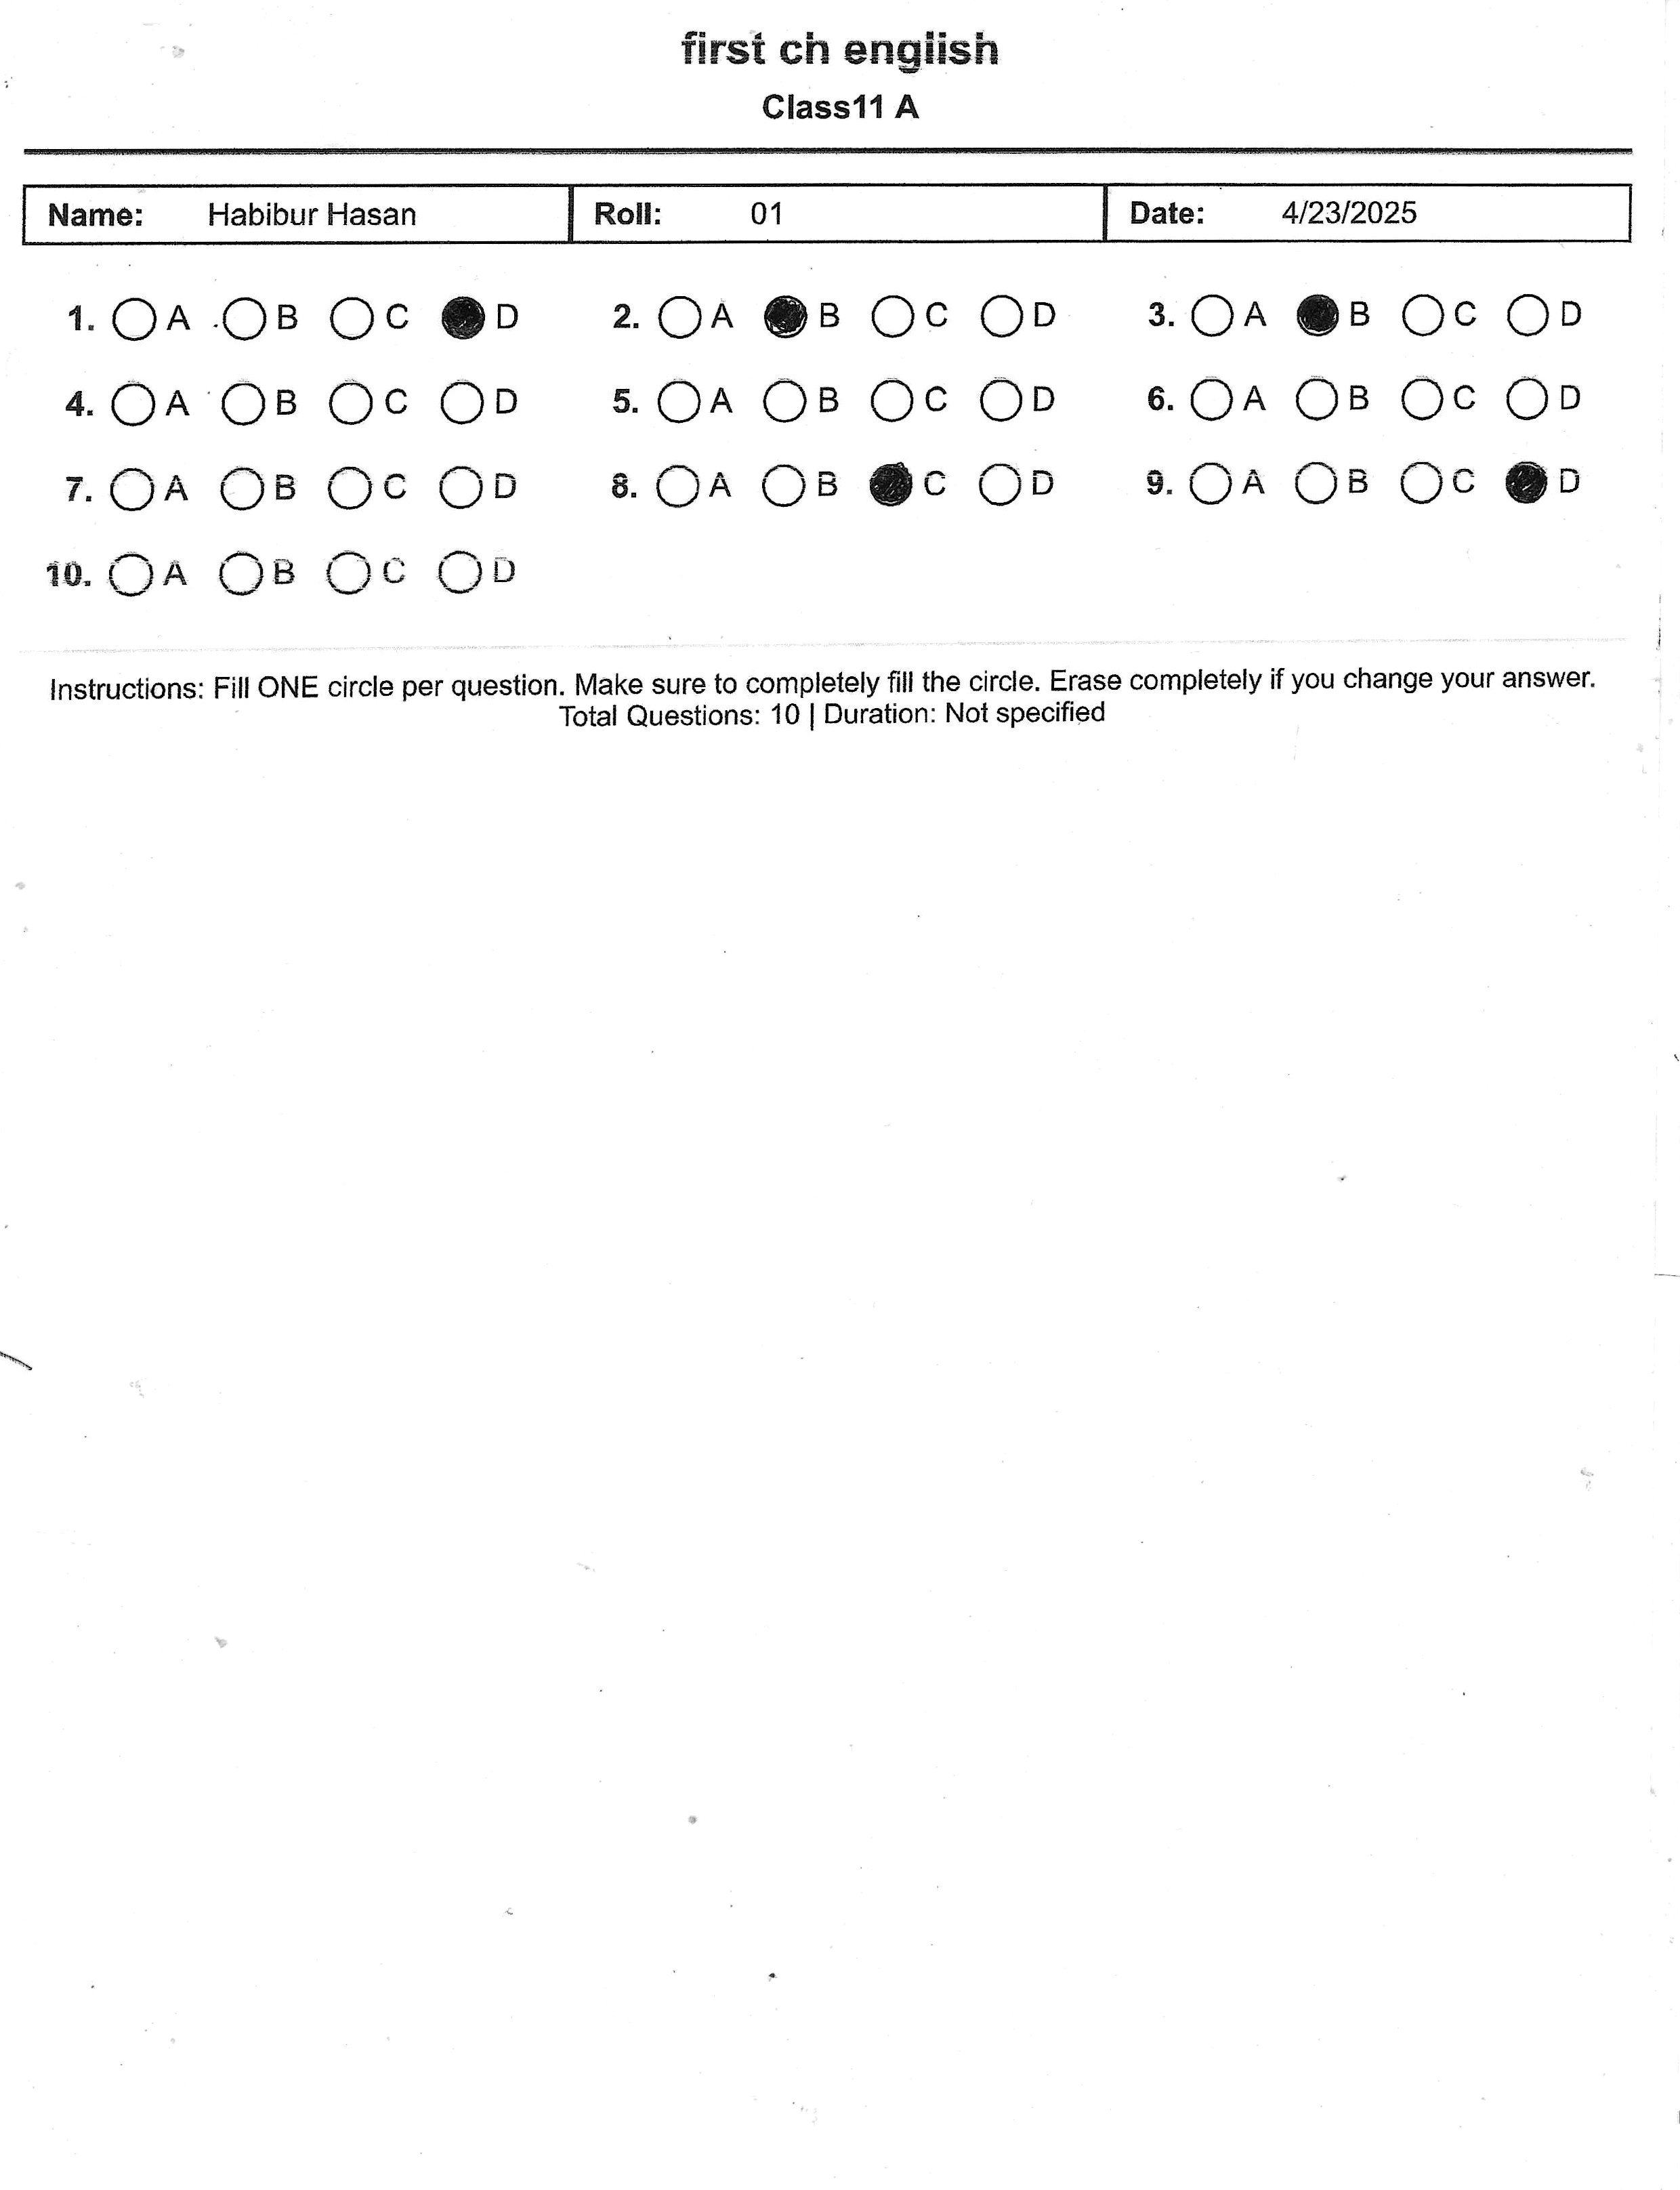 first ch english
Class11 A
Name: Habibur Hasan Roll: 01 Date: 4/23/2025
1. A B C D 2. A B C D 3. A B C D
4. A B C D 5. A B C D 6. A B C D
7. A B C D 8. A B C D 9. A B C D
10. A B C D
Instructions: Fill ONE circle per question. Make sure to completely fill the circle. Erase completely if you change your answer.
Total Questions: 10 | Duration: Not specified